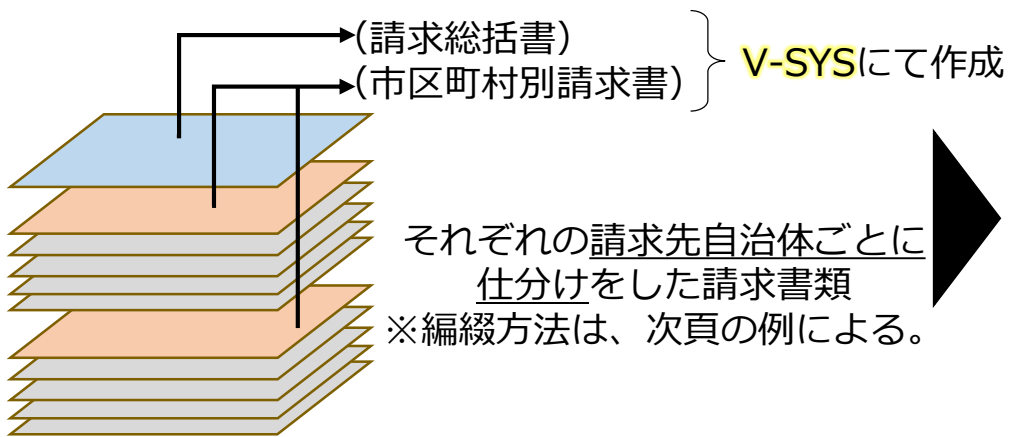 (請求総括書)
(市区町村別請求書)
V-SYSにて作成
それぞれの請求先自治体ごとに
仕分けをした請求書類
※編綴方法は、次頁の例による。